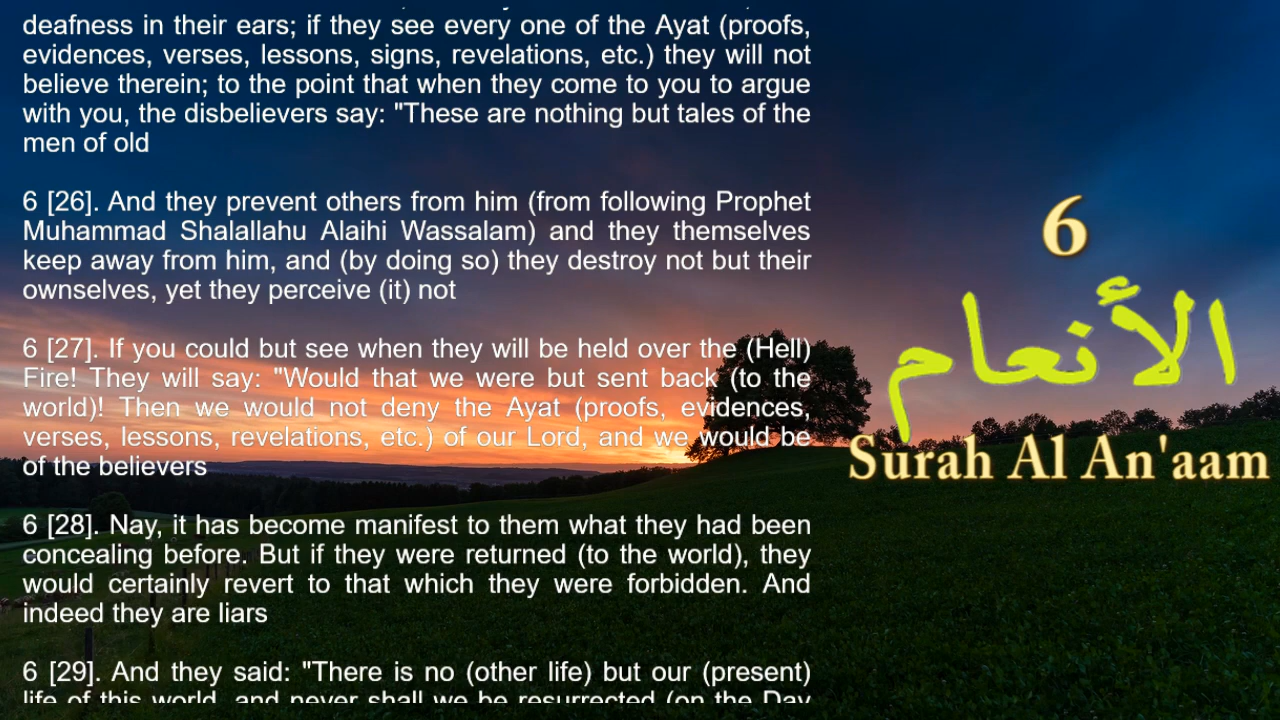 deafness in their ears; if they see every one of the Ayat (proofs,
evidences, verses, lessons, signs, revelations, etc.) they will not
believe therein; to the point that when they come to you to argue
with you, the disbelievers say: "These are nothing but tales of the
men of old
6 [26]. And they prevent others from him (from following Prophet
Muhammad Shalallahu Alaihi Wassalam) and they themselves
keep away from him, and (by doing so) they destroy not but their
ownselves, yet they perceive (it) not
6 [27]. If you could but see when they will be held over the (Hell)
Fire! They will say: "Would that we were but sent back (to the
world)! Then we would not deny the Ayat (proofs, evidences,
verses, lessons, revelations, etc.) of our Lord, and we would be
of the believers
6 [28]. Nay, it has become manifest to them what they had been
concealing before. But if they were returned (to the world), they
would certainly revert to that which they were forbidden. And
indeed they are liars
6 [29]. And they said: "There is no (other life) but our (present)
life of this world, and never shall we be resurrected (on the Day
6
الأنعام
Surah Al An'aam